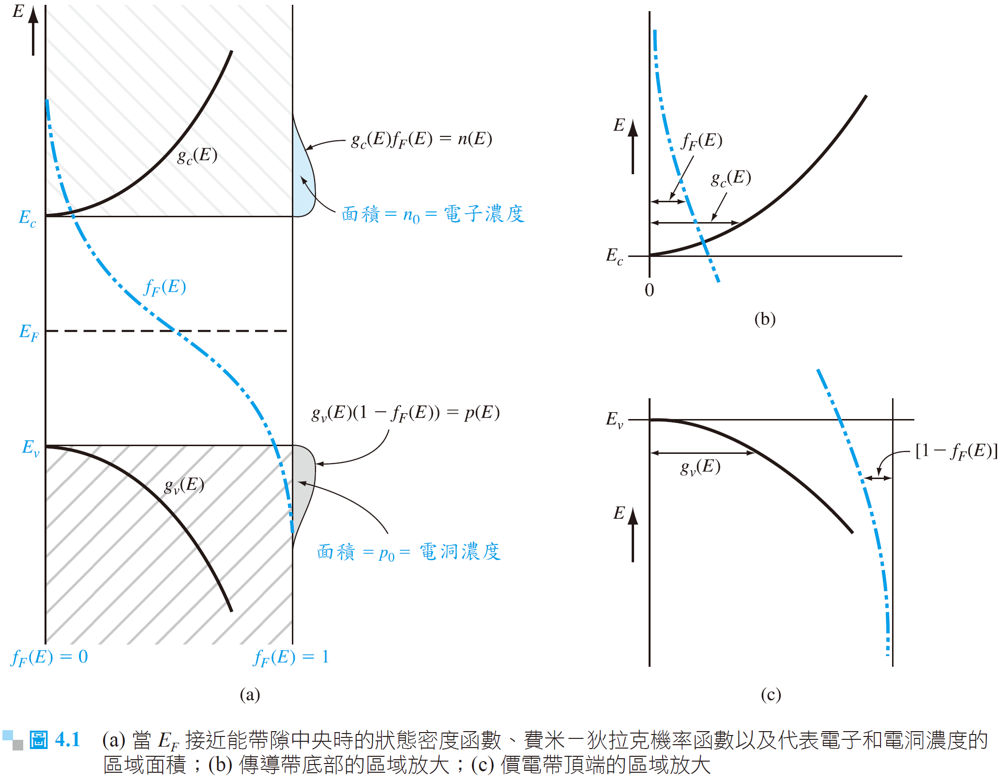 E
g_c(E)
g_c(E)f_F(E) = n(E)
面積 = n_0 = 電子濃度
E_c
f_F(E)
E_F
g_v(E)(1 − f_F(E)) = p(E)
E_v
g_v(E)
面積 = p_0 = 電洞濃度
f_F(E) = 0
f_F(E) = 1
(a)
E
f_F(E)
g_c(E)
E_c
0
(b)
E_v
[1 − f_F(E)]
g_v(E)
E
(c)
圖 4.1 (a) 當 E_F 接近能帶隙中央時的狀態密度函數、費米－狄拉克機率函數以及代表電子和電洞濃度的
區域面積；(b) 傳導帶底部的區域放大；(c) 價電帶頂端的區域放大